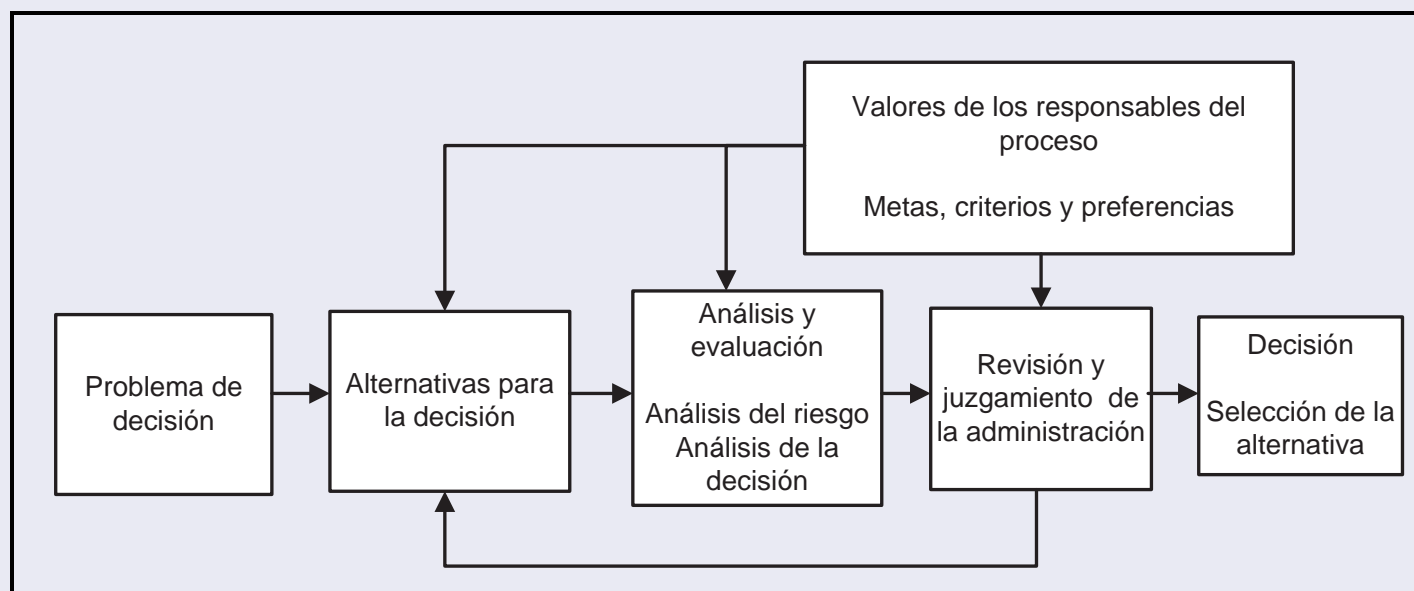 Valores de los responsables del
proceso
Metas, criterios y preferencias
Problema de
decisión
Alternativas para
la decisión
Análisis y
evaluación
Análisis del riesgo
Análisis de la
decisión
Revisión y
juzgamiento de
la administración
Decisión
Selección de la
alternativa